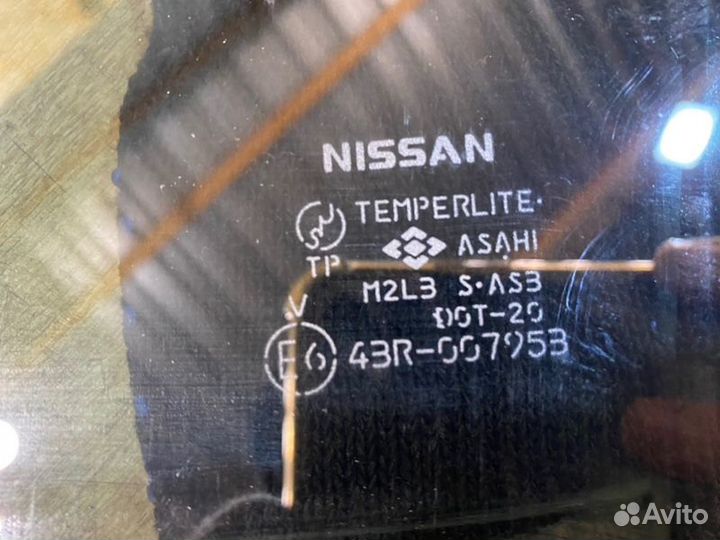 NISSAN
TEMPERLITE·
ASAHI
TP
M2L3 S·AS3
DOT-20
·V
E6 43R-007953
Avito